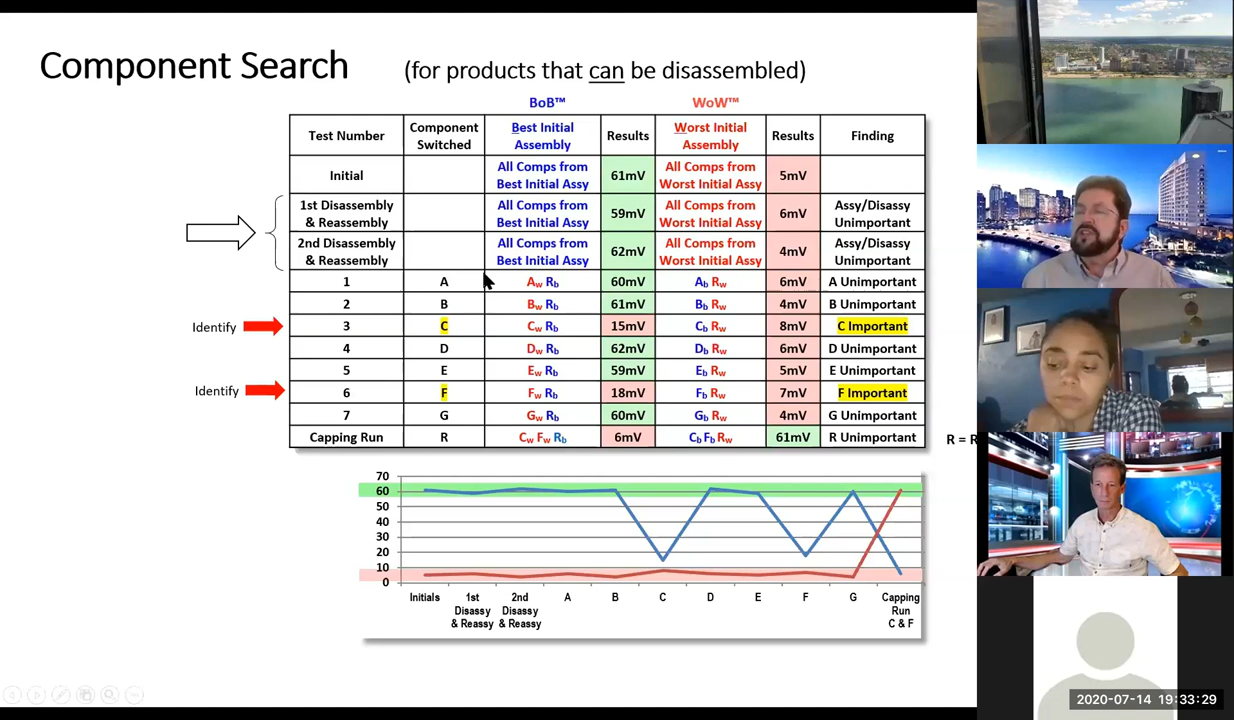 Component Search (for products that can be disassembled)
BoB™ WoW™
Test Number Component Switched Best Initial Assembly Results Worst Initial Assembly Results Finding
Initial All Comps from Best Initial Assy 61mV All Comps from Worst Initial Assy 5mV
1st Disassembly & Reassembly All Comps from Best Initial Assy 59mV All Comps from Worst Initial Assy 6mV Assy/Disassy Unimportant
2nd Disassembly & Reassembly All Comps from Best Initial Assy 62mV All Comps from Worst Initial Assy 4mV Assy/Disassy Unimportant
1 A Aw Rb 60mV Ab Rw 6mV A Unimportant
2 B Bw Rb 61mV Bb Rw 4mV B Unimportant
Identify 3 C Cw Rb 15mV Cb Rw 8mV C Important
4 D Dw Rb 62mV Db Rw 6mV D Unimportant
5 E Ew Rb 59mV Eb Rw 5mV E Unimportant
Identify 6 F Fw Rb 18mV Fb Rw 7mV F Important
7 G Gw Rb 60mV Gb Rw 4mV G Unimportant
Capping Run R Cw Fw Rb 6mV Cb Fb Rw 61mV R Unimportant R = R
70
60
50
40
30
20
10
0
Initials 1st Disassy & Reassy 2nd Disassy & Reassy A B C D E F G Capping Run C & F
2020-07-14 19:33:29